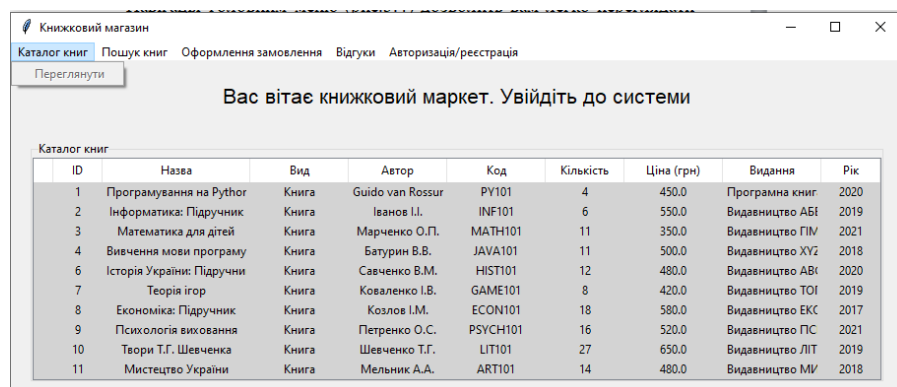 Книжковий магазин
Каталог книг Пошук книг Оформлення замовлення Відгуки Авторизація/реєстрація
Переглянути
Вас вітає книжковий маркет. Увійдіть до системи
Каталог книг
ID Назва Вид Автор Код Кількість Ціна (грн) Видання Рік
1 Програмування на Pythor Книга Guido van Rossur PY101 4 450.0 Програмна книг 2020
2 Інформатика: Підручник Книга Іванов І.І. INF101 6 550.0 Видавництво АБЕ 2019
3 Математика для дітей Книга Марченко О.П. MATH101 11 350.0 Видавництво ГІМ 2021
4 Вивчення мови програму Книга Батурин В.В. JAVA101 11 500.0 Видавництво XYZ 2018
6 Історія України: Підручни Книга Савченко В.М. HIST101 12 480.0 Видавництво АВС 2020
7 Теорія ігор Книга Коваленко І.В. GAME101 8 420.0 Видавництво ТОГ 2019
8 Економіка: Підручник Книга Козлов І.М. ECON101 18 580.0 Видавництво ЕКС 2017
9 Психологія виховання Книга Петренко О.С. PSYCH101 16 520.0 Видавництво ПС 2021
10 Твори Т.Г. Шевченка Книга Шевченко Т.Г. LIT101 27 650.0 Видавництво ЛІТ 2019
11 Мистецтво України Книга Мельник А.А. ART101 14 480.0 Видавництво МИ 2018